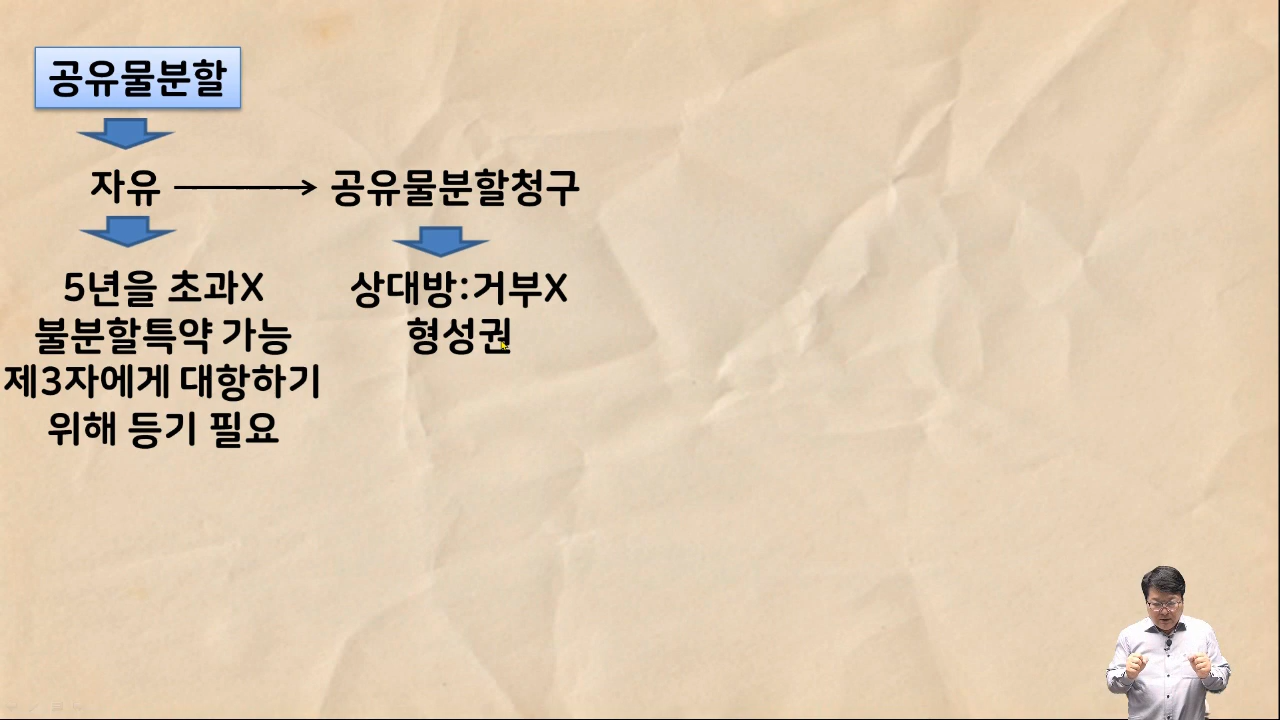 공유물분할
자유
공유물분할청구
5년을 초과X
불분할특약 가능
제3자에게 대항하기
위해 등기 필요
상대방:거부X
형성권